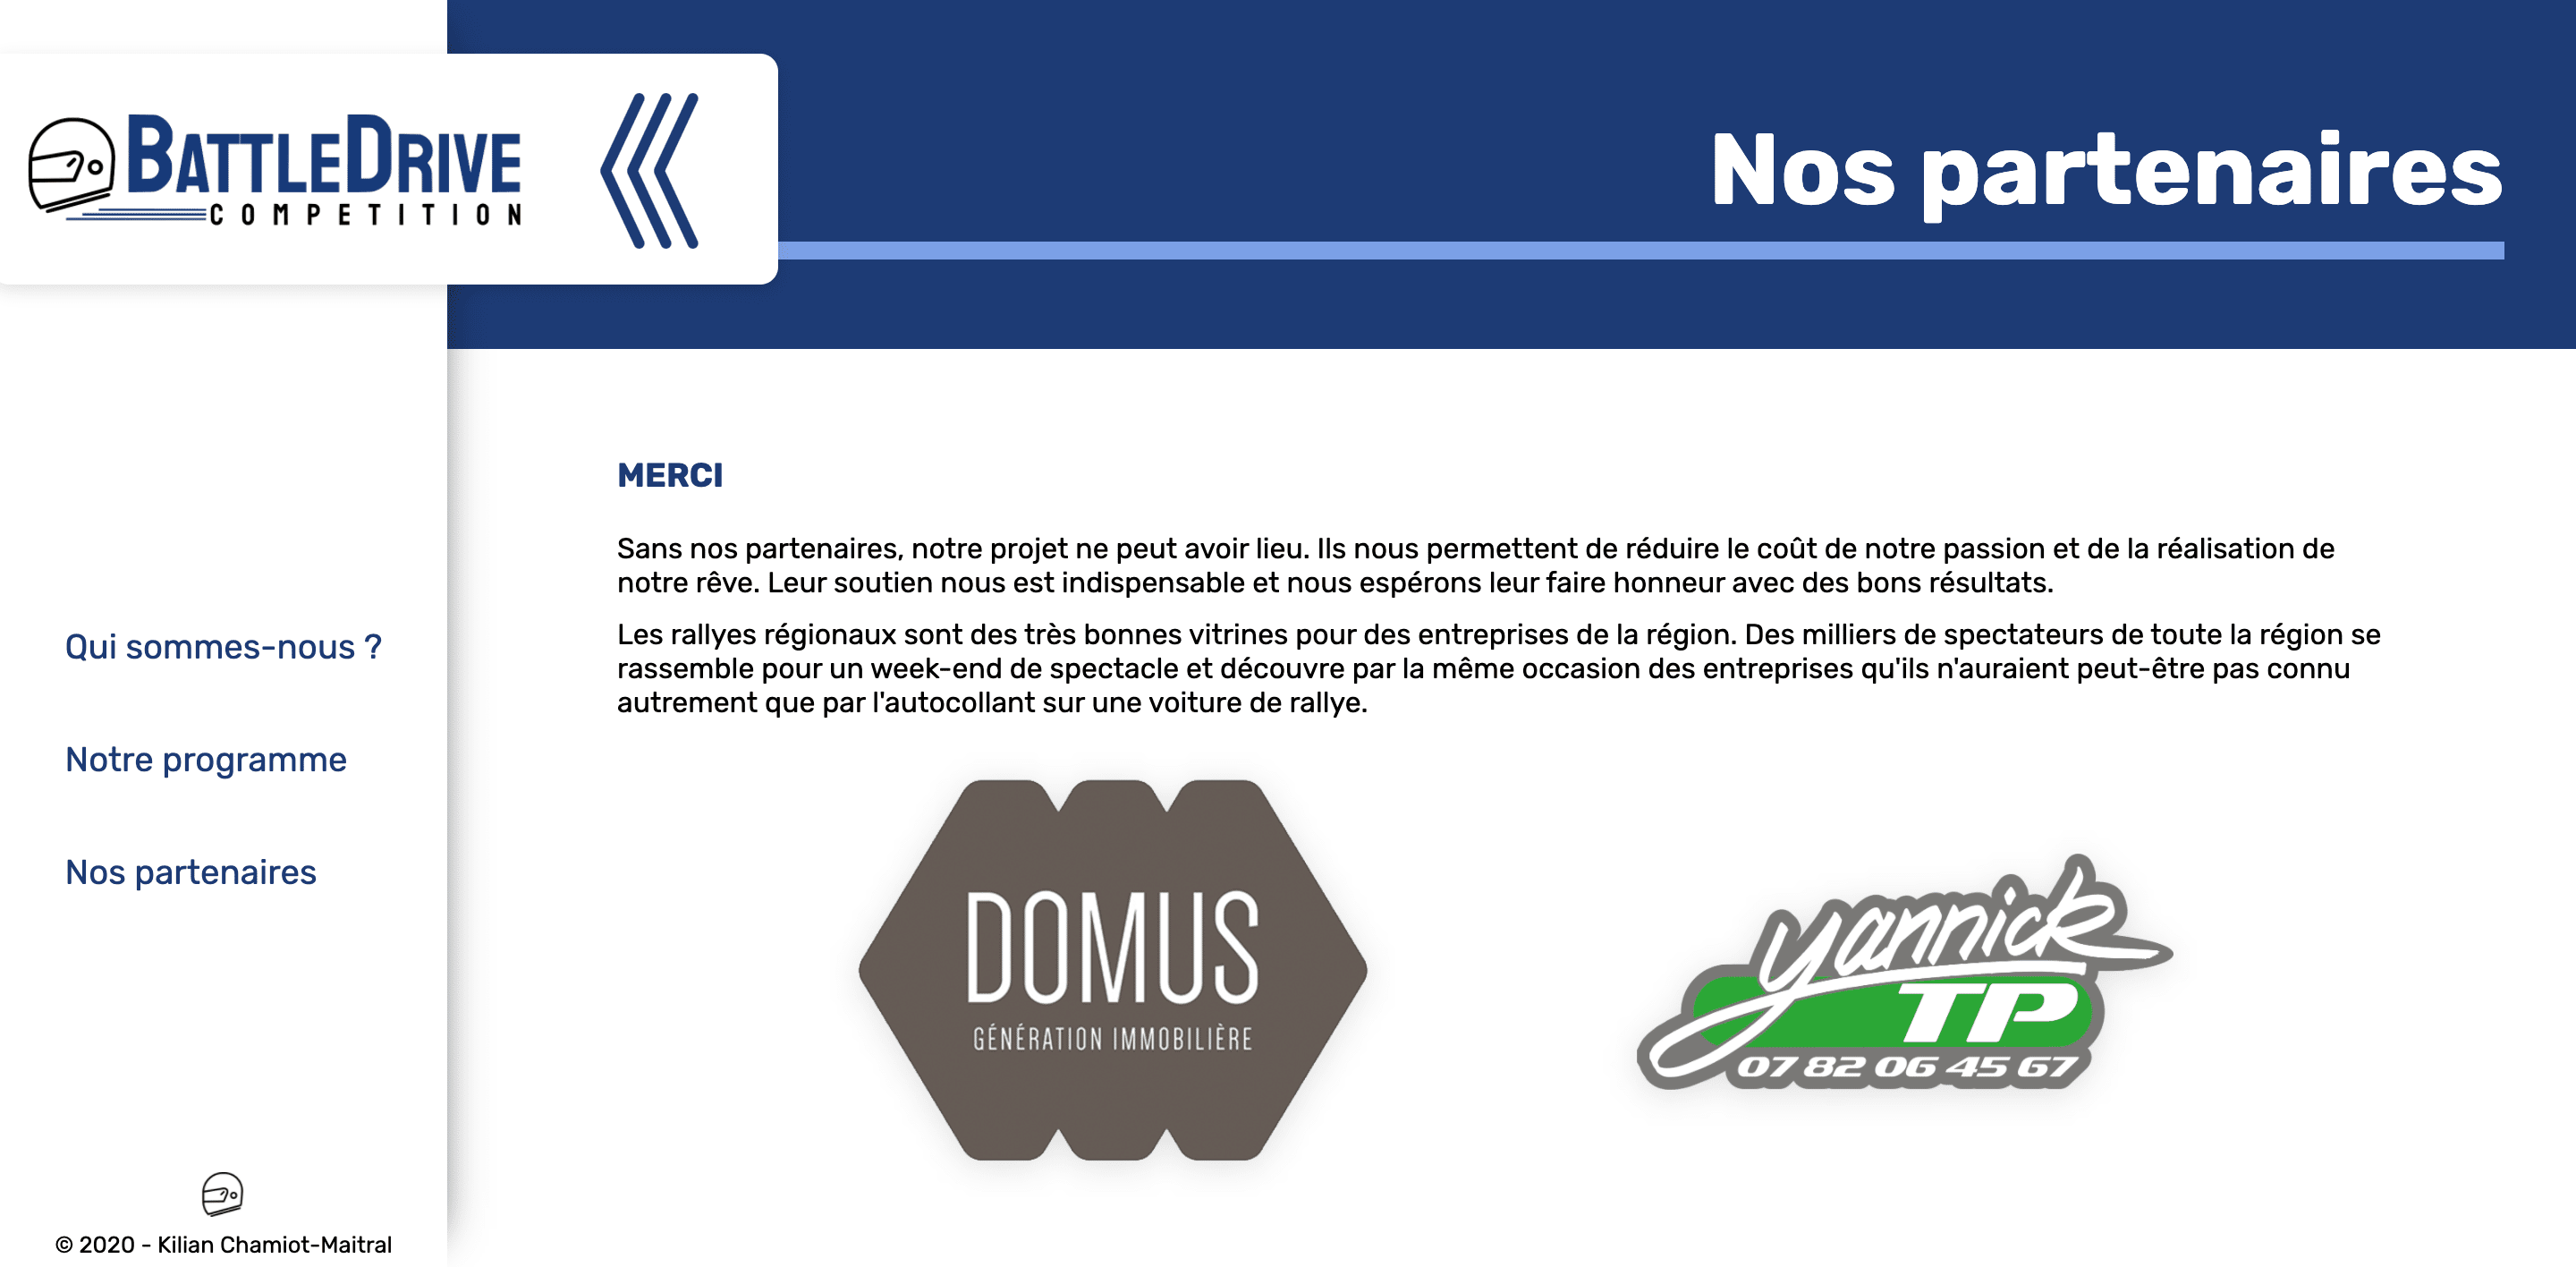 BATTLEDRIVE
COMPETITION
Nos partenaires
MERCI
Sans nos partenaires, notre projet ne peut avoir lieu. Ils nous permettent de réduire le coût de notre passion et de la réalisation de
notre rêve. Leur soutien nous est indispensable et nous espérons leur faire honneur avec des bons résultats.
Les rallyes régionaux sont des très bonnes vitrines pour des entreprises de la région. Des milliers de spectateurs de toute la région se
rassemble pour un week-end de spectacle et découvre par la même occasion des entreprises qu'ils n'auraient peut-être pas connu
autrement que par l'autocollant sur une voiture de rallye.
Qui sommes-nous ?
Notre programme
Nos partenaires
DOMUS
GÉNÉRATION IMMOBILIÈRE
yannick
TP
07 82 06 45 67
© 2020 - Kilian Chamiot-Maitral